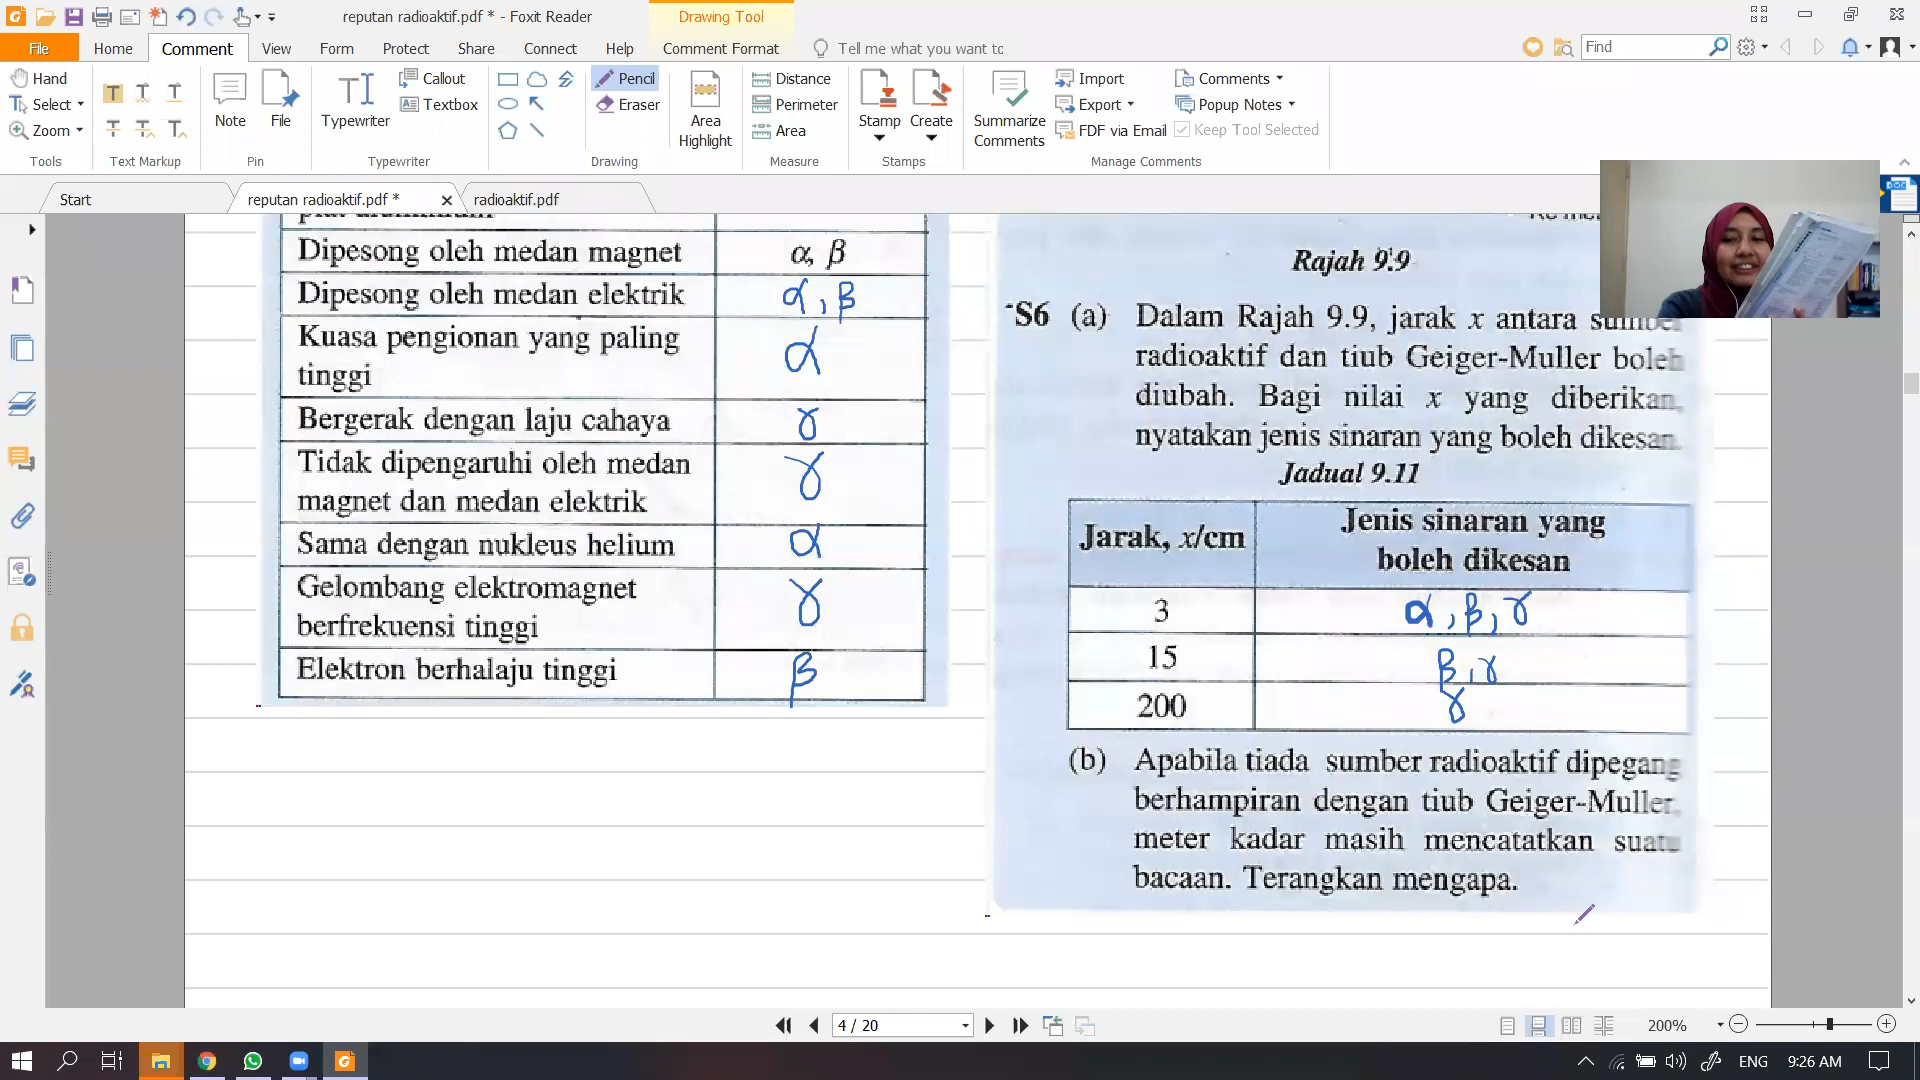 reputan radioaktif.pdf * - Foxit Reader
Drawing Tool
File Home Comment View Form Protect Share Connect Help Comment Format Tell me what you want to
Find
Hand
Select
Zoom
Tools
Text Markup
Note
File
Pin
Typewriter
Callout
Textbox
Typewriter
Pencil
Eraser
Drawing
Area
Highlight
Distance
Perimeter
Area
Measure
Stamp
Create
Stamps
Summarize
Comments
Import
Export
FDF via Email
Comments
Popup Notes
Keep Tool Selected
Manage Comments
Start
reputan radioaktif.pdf *
radioaktif.pdf
Dipesong oleh medan magnet α, β
Dipesong oleh medan elektrik α, β
Kuasa pengionan yang paling
tinggi
α
Bergerak dengan laju cahaya γ
Tidak dipengaruhi oleh medan
magnet dan medan elektrik
γ
Sama dengan nukleus helium α
Gelombang elektromagnet
berfrekuensi tinggi
γ
Elektron berhalaju tinggi β
Rajah 9.9
S6 (a) Dalam Rajah 9.9, jarak x antara sumber
radioaktif dan tiub Geiger-Muller boleh
diubah. Bagi nilai x yang diberikan,
nyatakan jenis sinaran yang boleh dikesan.
Jadual 9.11
Jarak, x/cm
Jenis sinaran yang
boleh dikesan
3 α, β, γ
15 β, γ
200 γ
(b) Apabila tiada sumber radioaktif dipegang
berhampiran dengan tiub Geiger-Muller,
meter kadar masih mencatatkan suatu
bacaan. Terangkan mengapa.
4 / 20
200%
ENG
9:26 AM